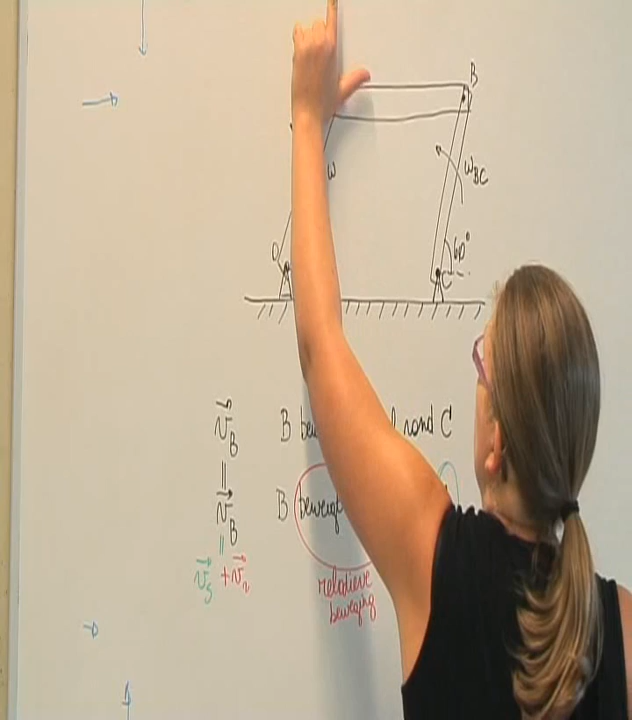 B
ω
ω_BC
O
60°
C
v⃗_B
B
rond C
=
v⃗_B
B beweegt
=
v⃗_s + v⃗_r
relatieve
beweging